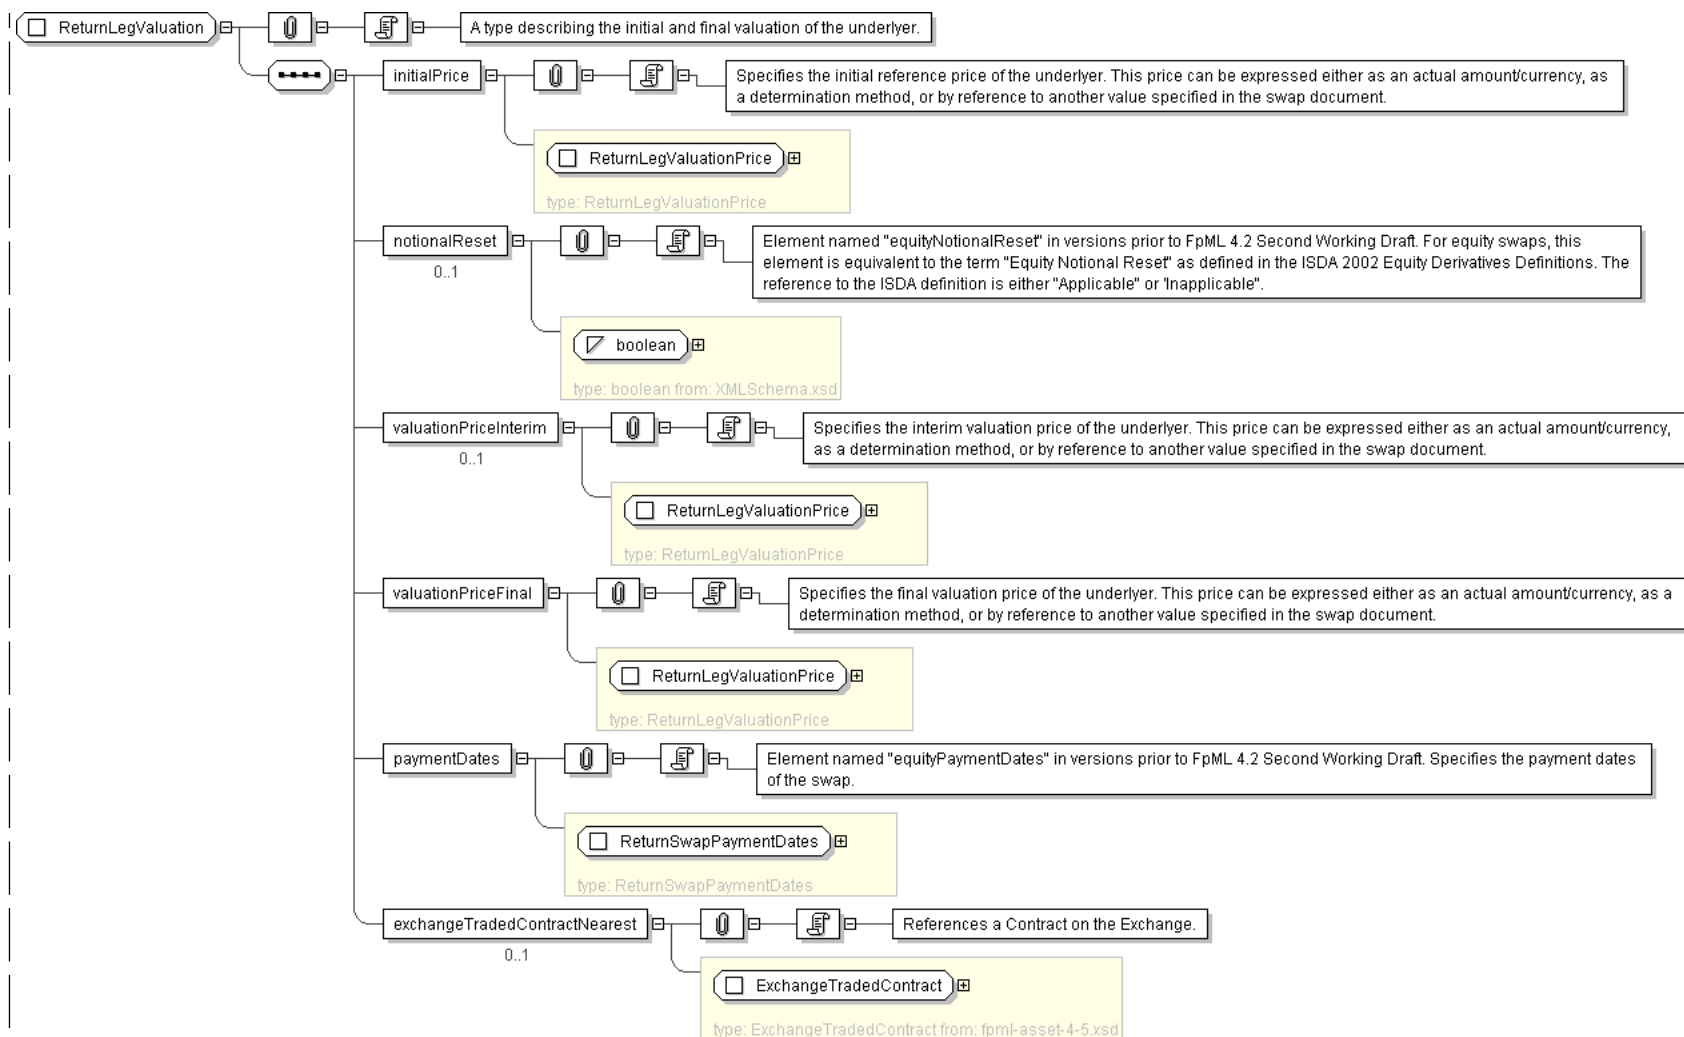 ReturnLegValuation
A type describing the initial and final valuation of the underlyer.
initialPrice
Specifies the initial reference price of the underlyer. This price can be expressed either as an actual amount/currency, as
a determination method, or by reference to another value specified in the swap document.
ReturnLegValuationPrice
type: ReturnLegValuationPrice
notionalReset
0..1
Element named "equityNotionalReset" in versions prior to FpML 4.2 Second Working Draft. For equity swaps, this
element is equivalent to the term "Equity Notional Reset" as defined in the ISDA 2002 Equity Derivatives Definitions. The
reference to the ISDA definition is either "Applicable" or 'Inapplicable".
boolean
type: boolean from: XMLSchema.xsd
valuationPriceInterim
0..1
Specifies the interim valuation price of the underlyer. This price can be expressed either as an actual amount/currency,
as a determination method, or by reference to another value specified in the swap document.
ReturnLegValuationPrice
type: ReturnLegValuationPrice
valuationPriceFinal
Specifies the final valuation price of the underlyer. This price can be expressed either as an actual amount/currency, as a
determination method, or by reference to another value specified in the swap document.
ReturnLegValuationPrice
type: ReturnLegValuationPrice
paymentDates
Element named "equityPaymentDates" in versions prior to FpML 4.2 Second Working Draft. Specifies the payment dates
of the swap.
ReturnSwapPaymentDates
type: ReturnSwapPaymentDates
exchangeTradedContractNearest
0..1
References a Contract on the Exchange.
ExchangeTradedContract
type: ExchangeTradedContract from: fpml-asset-4-5.xsd